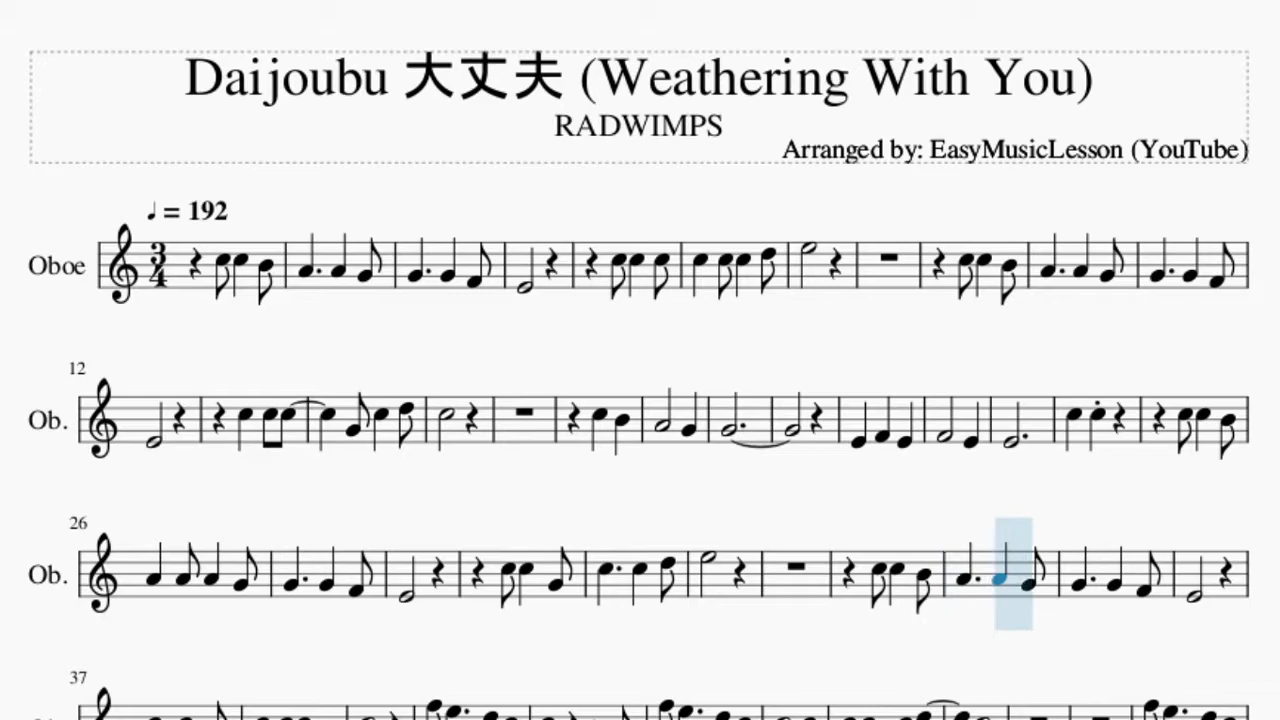 Daijoubu 大丈夫 (Weathering With You)
RADWIMPS
Arranged by: EasyMusicLesson (YouTube)
♩ = 192
Oboe
3
4
12
Ob.
26
Ob.
37